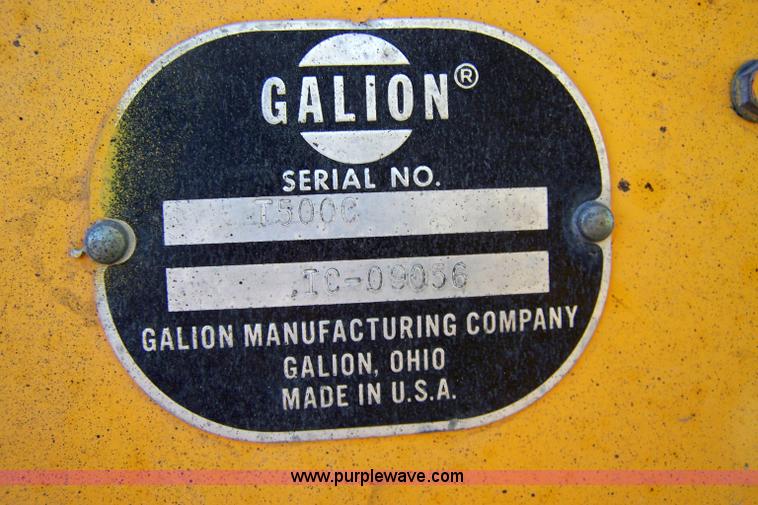 GALION®
SERIAL NO.
T500C
TC-09056
GALION MANUFACTURING COMPANY
GALION, OHIO
MADE IN U.S.A.
www.purplewave.com